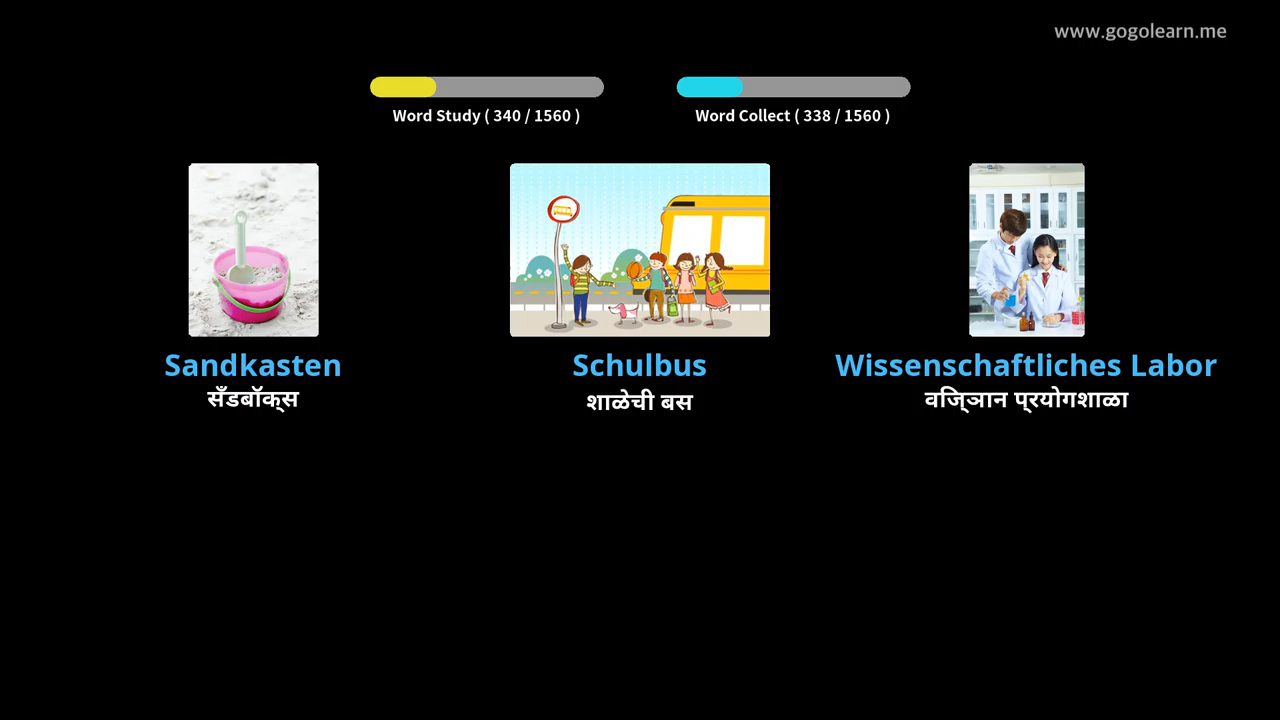 www.gogolearn.me
Word Study ( 340 / 1560 )
Word Collect ( 338 / 1560 )
Sandkasten
सँडबॉक्स
Schulbus
शाळेची बस
Wissenschaftliches Labor
विज्ञान प्रयोगशाळा